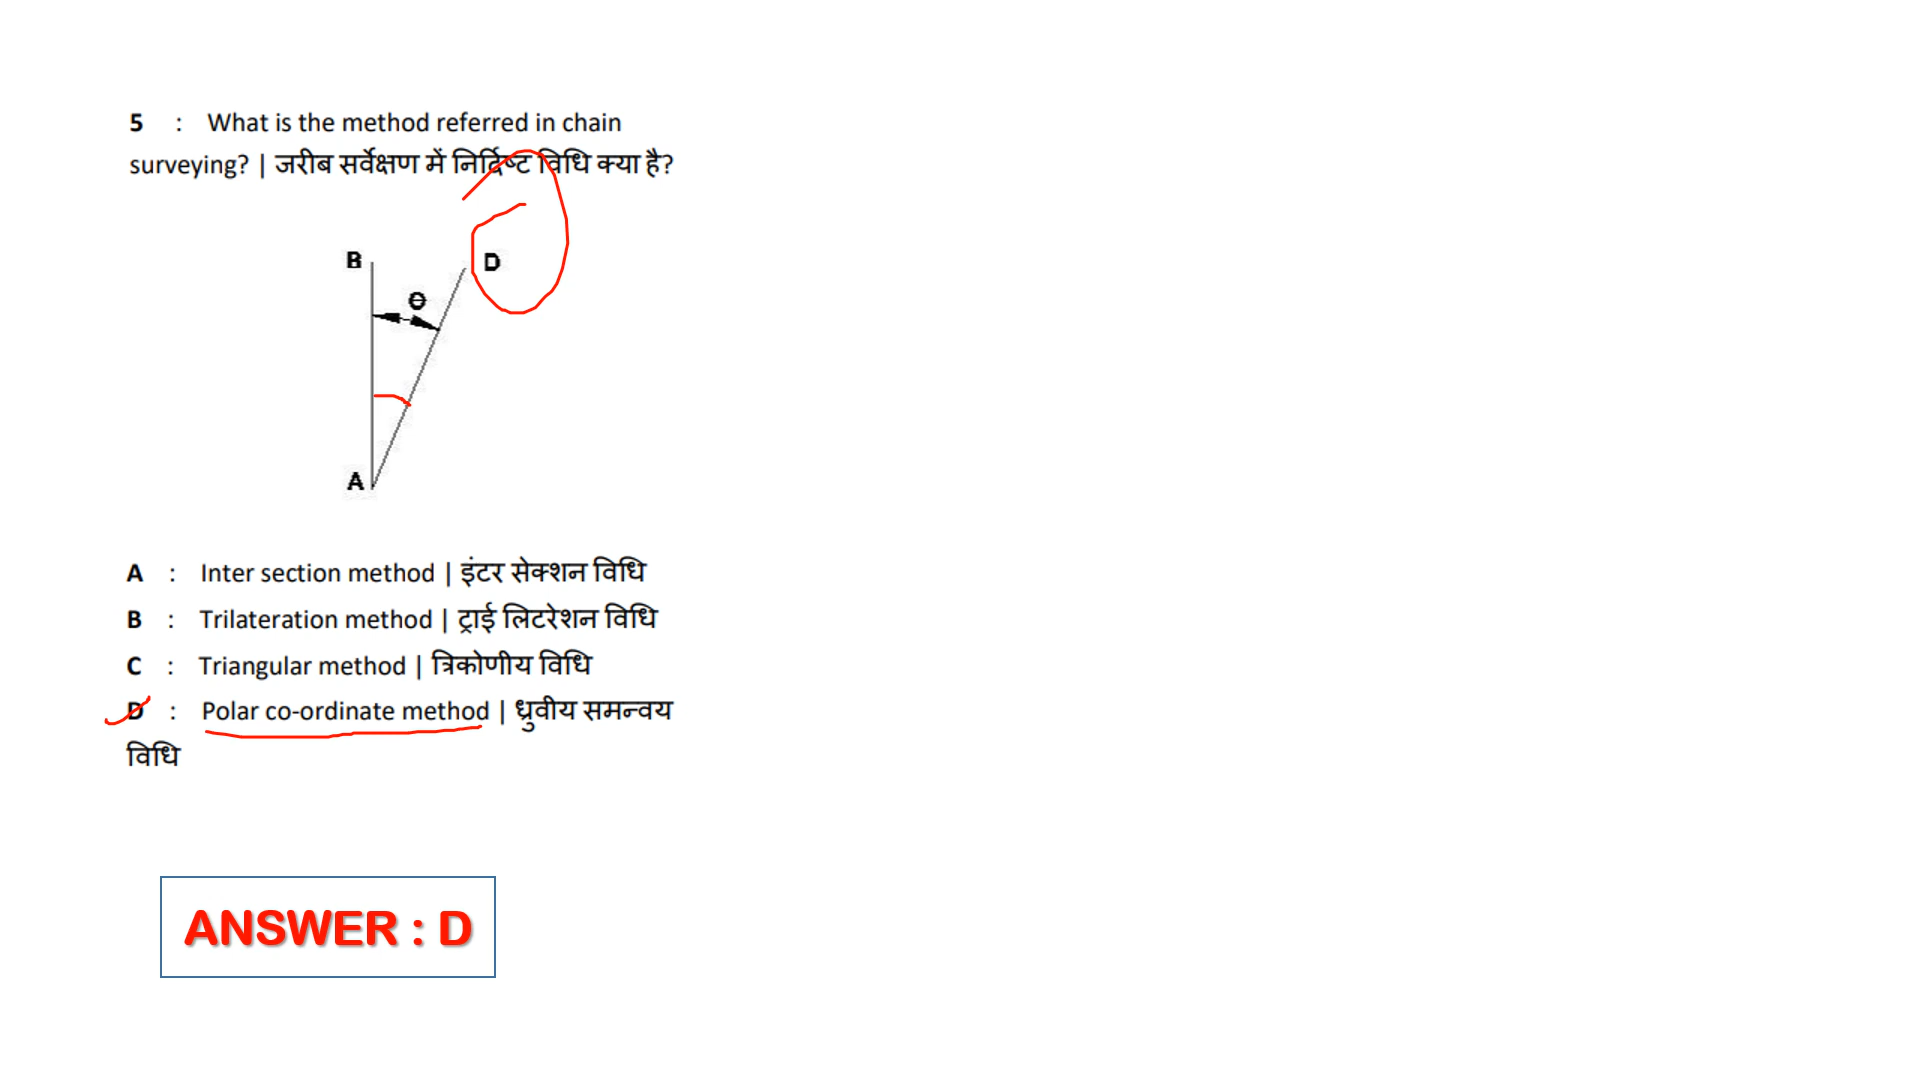 5 : What is the method referred in chain
surveying? | जरीब सर्वेक्षण में निर्दिष्ट विधि क्या है?
B
D
Θ
A
A : Inter section method | इंटर सेक्शन विधि
B : Trilateration method | ट्राई लिटरेशन विधि
C : Triangular method | त्रिकोणीय विधि
D : Polar co-ordinate method | ध्रुवीय समन्वय
विधि
ANSWER : D